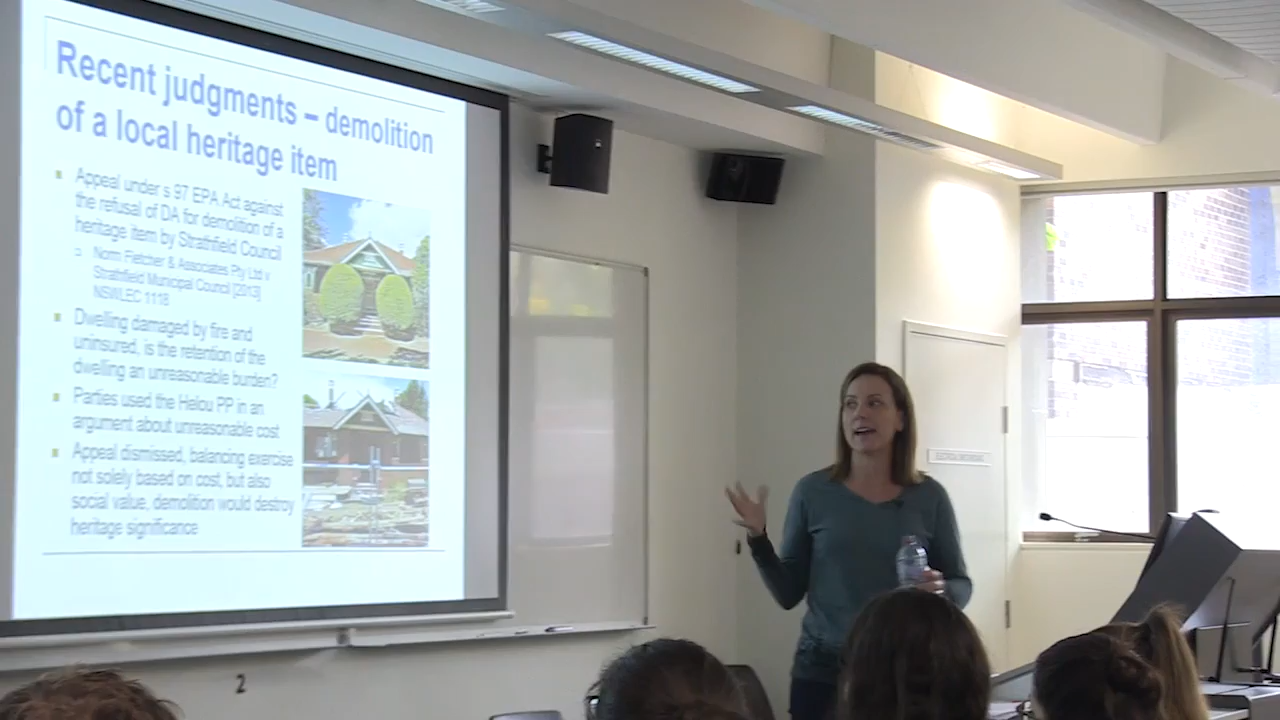 Recent judgments – demolition
of a local heritage item
Appeal under s 97 EPA Act against
the refusal of DA for demolition of a
heritage item by Strathfield Council
Norm Fletcher & Associates Pty Ltd v
Strathfield Municipal Council [2013]
NSWLEC 1118
Dwelling damaged by fire and
uninsured, is the retention of the
dwelling an unreasonable burden?
Parties used the Helou PP in an
argument about unreasonable cost
Appeal dismissed, balancing exercise
not solely based on cost, but also
social value, demolition would destroy
heritage significance
2